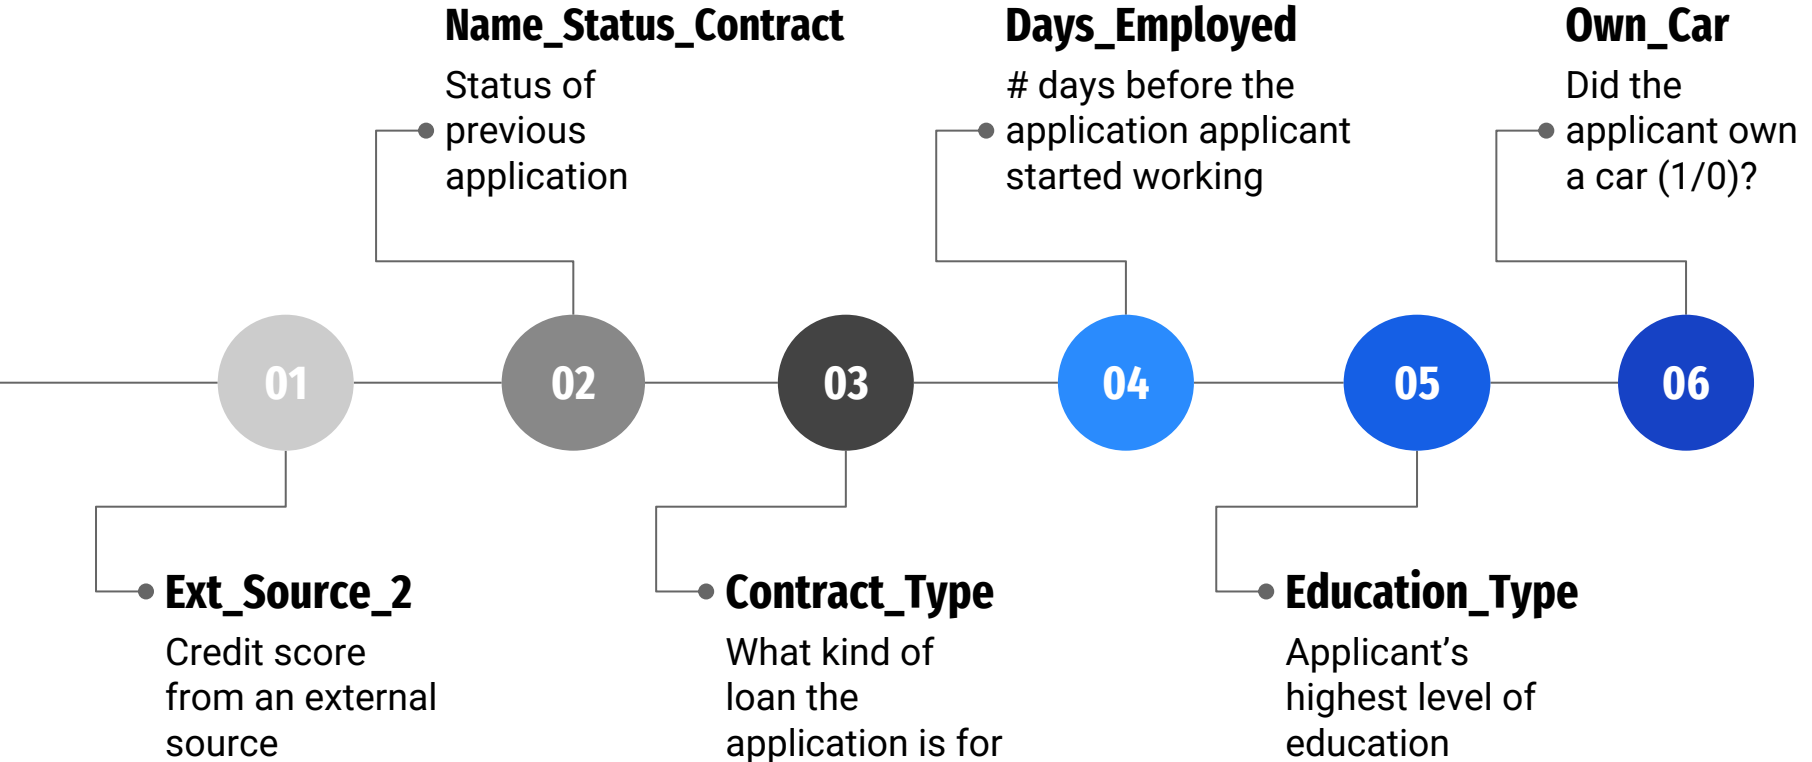 Name_Status_Contract
Status of
previous
application
Days_Employed
# days before the
application applicant
started working
Own_Car
Did the
applicant own
a car (1/0)?
01
02
03
04
05
06
Ext_Source_2
Credit score
from an external
source
Contract_Type
What kind of
loan the
application is for
Education_Type
Applicant’s
highest level of
education